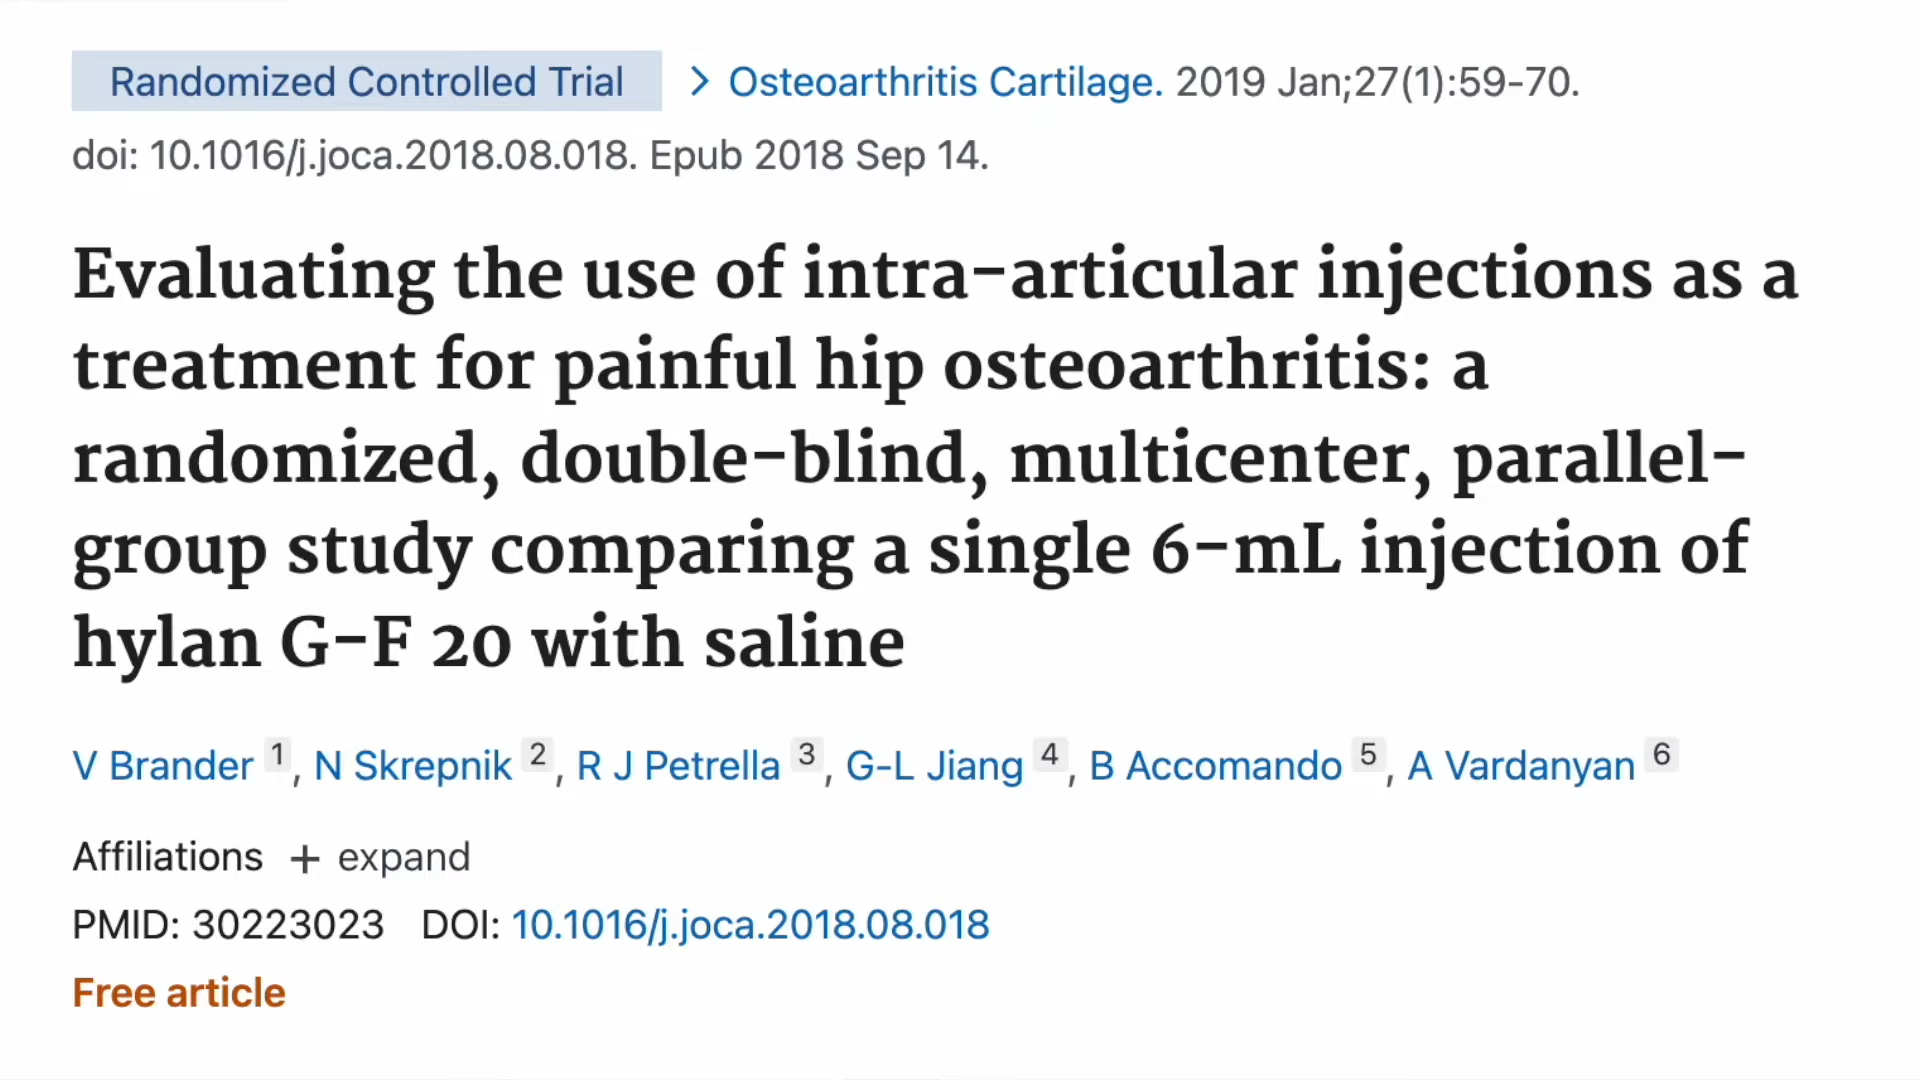 Randomized Controlled Trial > Osteoarthritis Cartilage. 2019 Jan;27(1):59-70.
doi: 10.1016/j.joca.2018.08.018. Epub 2018 Sep 14.
Evaluating the use of intra-articular injections as a
treatment for painful hip osteoarthritis: a
randomized, double-blind, multicenter, parallel-
group study comparing a single 6-mL injection of
hylan G-F 20 with saline
V Brander 1, N Skrepnik 2, R J Petrella 3, G-L Jiang 4, B Accomando 5, A Vardanyan 6
Affiliations + expand
PMID: 30223023 DOI: 10.1016/j.joca.2018.08.018
Free article